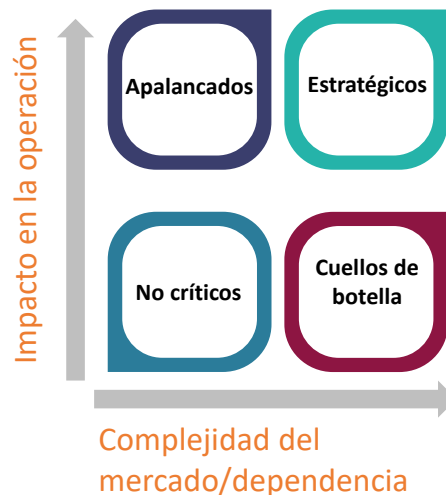 Impacto en la operación
Apalancados
Estratégicos
No críticos
Cuellos de
botella
Complejidad del
mercado/dependencia